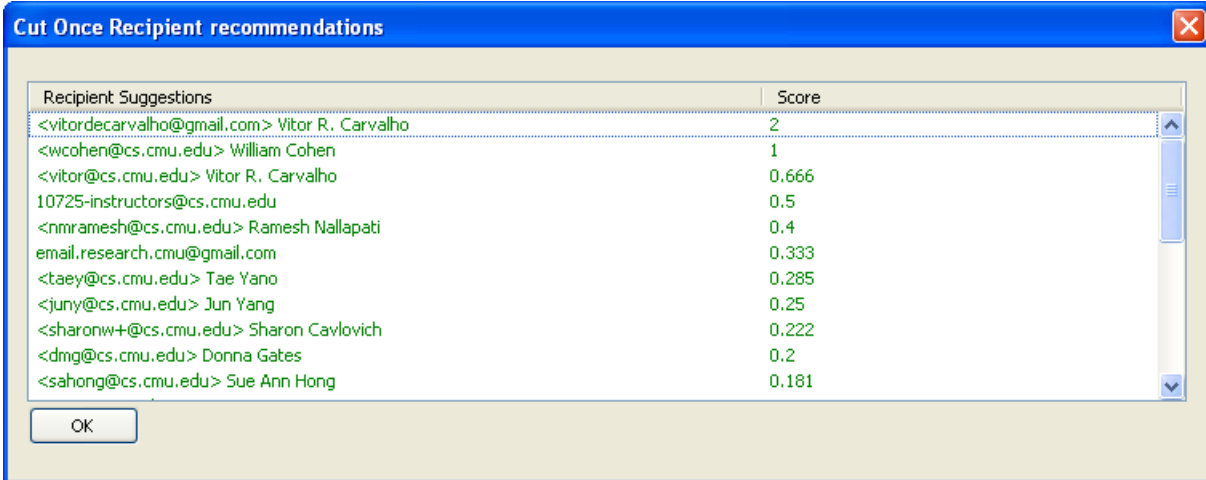 Cut Once Recipient recommendations
Recipient Suggestions Score
<vitordecarvalho@gmail.com> Vitor R. Carvalho 2
<wcohen@cs.cmu.edu> William Cohen 1
<vitor@cs.cmu.edu> Vitor R. Carvalho 0.666
10725-instructors@cs.cmu.edu 0.5
<nmramesh@cs.cmu.edu> Ramesh Nallapati 0.4
email.research.cmu@gmail.com 0.333
<taey@cs.cmu.edu> Tae Yano 0.285
<juny@cs.cmu.edu> Jun Yang 0.25
<sharonw+@cs.cmu.edu> Sharon Cavlovich 0.222
<dmg@cs.cmu.edu> Donna Gates 0.2
<sahong@cs.cmu.edu> Sue Ann Hong 0.181
OK